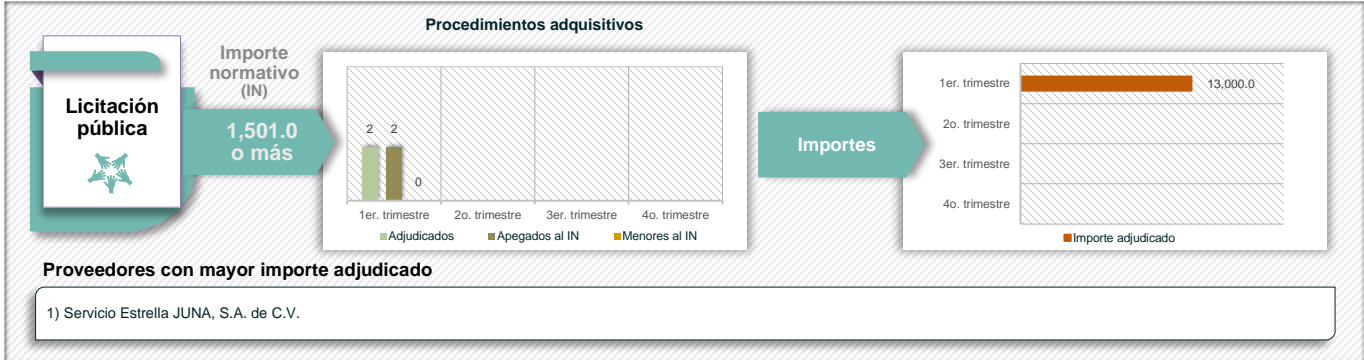 Procedimientos adquisitivos
Licitación
pública
Importe
normativo
(IN)
1,501.0
o más
2 2
0
1er. trimestre 2o. trimestre 3er. trimestre 4o. trimestre
Adjudicados Apegados al IN Menores al IN
Importes
1er. trimestre 13,000.0
2o. trimestre
3er. trimestre
4o. trimestre
Importe adjudicado
Proveedores con mayor importe adjudicado
1) Servicio Estrella JUNA, S.A. de C.V.